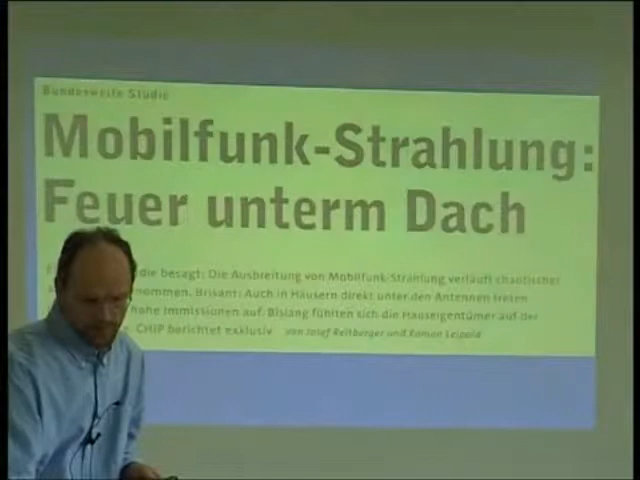 Bundesweite Studie
Mobilfunk-Strahlung:
Feuer unterm Dach
die besagt: Die Ausbreitung von Mobilfunk-Strahlung verläuft chaotischer
nommen. Brisant: Auch in Häusern direkt unter den Antennen treten
hohe Immissionen auf. Bislang fühlten sich die Hauseigentümer auf der
CHIP berichtet exklusiv. von Josef Reitberger und Roman Leipold